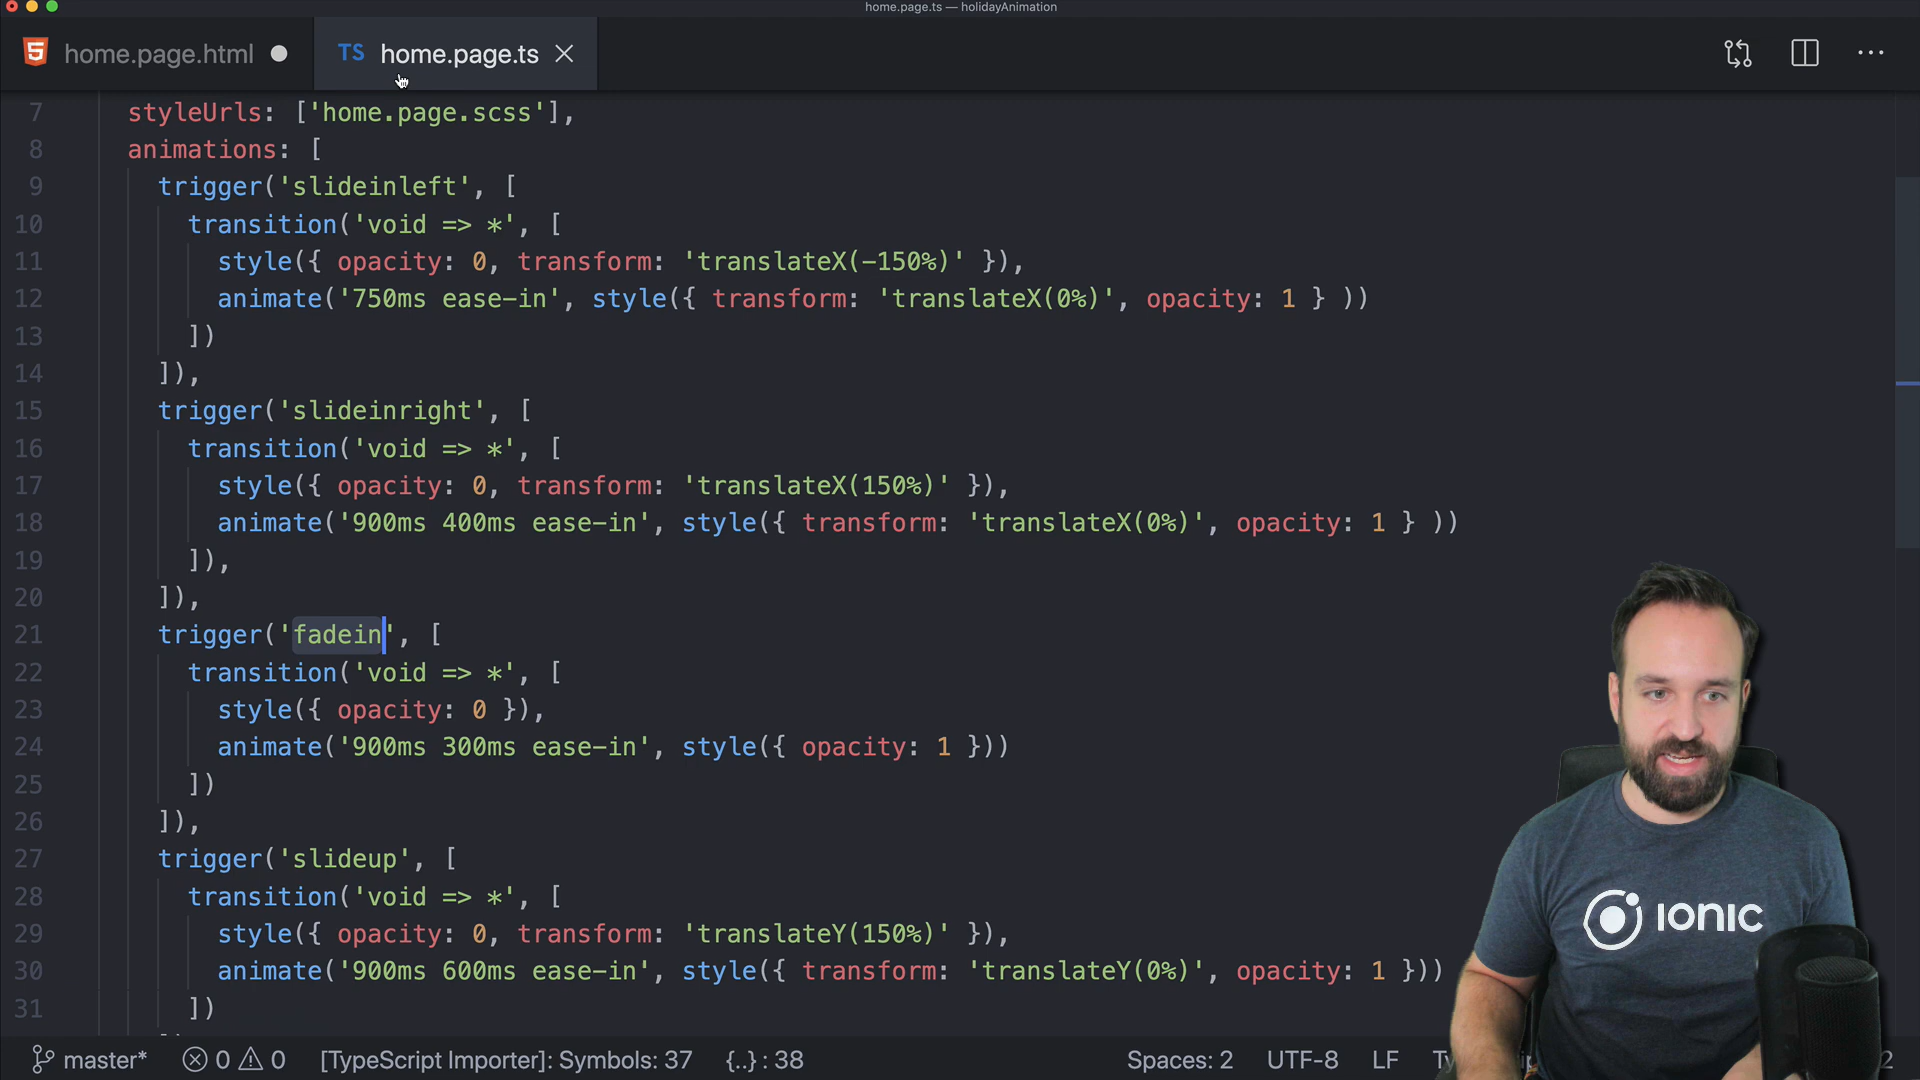 home.page.ts — holidayAnimation
home.page.html
TS home.page.ts
7 styleUrls: ['home.page.scss'],
8 animations: [
9 trigger('slideinleft', [
10 transition('void => *', [
11 style({ opacity: 0, transform: 'translateX(-150%)' }),
12 animate('750ms ease-in', style({ transform: 'translateX(0%)', opacity: 1 } ))
13 ])
14 ]),
15 trigger('slideinright', [
16 transition('void => *', [
17 style({ opacity: 0, transform: 'translateX(150%)' }),
18 animate('900ms 400ms ease-in', style({ transform: 'translateX(0%)', opacity: 1 } ))
19 ]),
20 ]),
21 trigger('fadein', [
22 transition('void => *', [
23 style({ opacity: 0 }),
24 animate('900ms 300ms ease-in', style({ opacity: 1 }))
25 ])
26 ]),
27 trigger('slideup', [
28 transition('void => *', [
29 style({ opacity: 0, transform: 'translateY(150%)' }),
30 animate('900ms 600ms ease-in', style({ transform: 'translateY(0%)', opacity: 1 }))
31 ])
IONIC
master* 0 0 [TypeScript Importer]: Symbols: 37 {..} : 38 Spaces: 2 UTF-8 LF